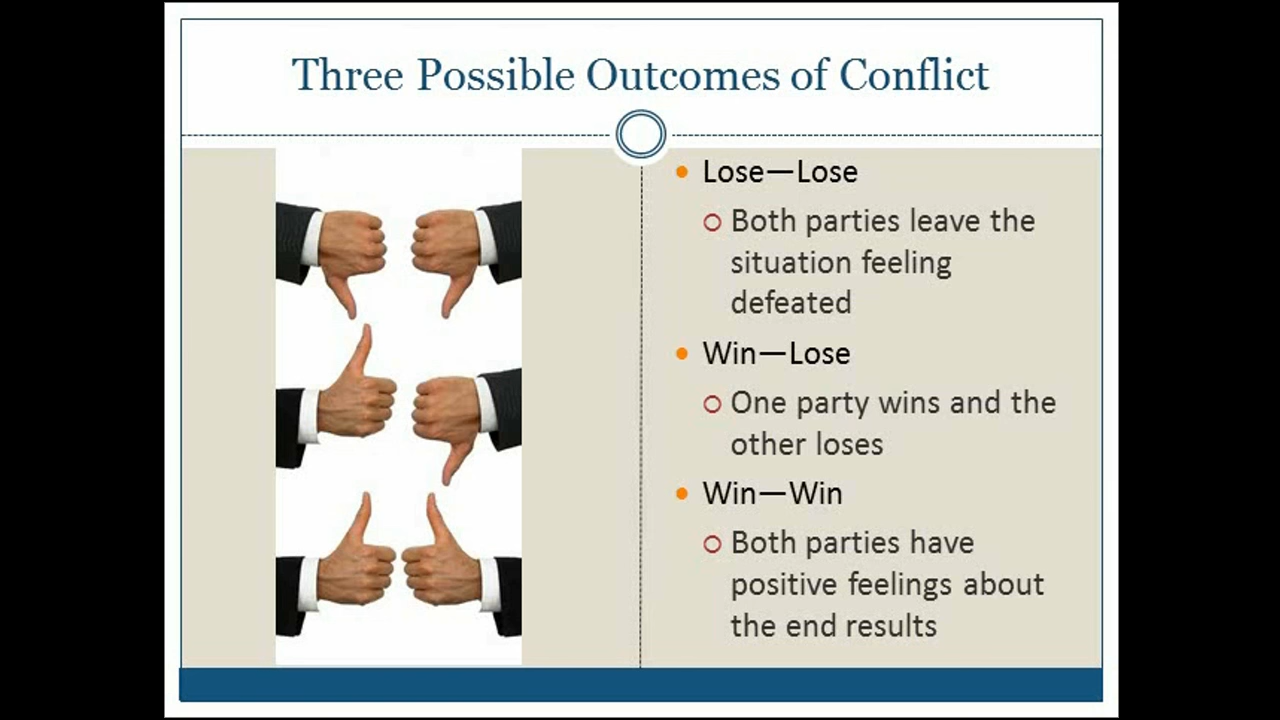 Three Possible Outcomes of Conflict
Lose—Lose
Both parties leave the
situation feeling
defeated
Win—Lose
One party wins and the
other loses
Win—Win
Both parties have
positive feelings about
the end results